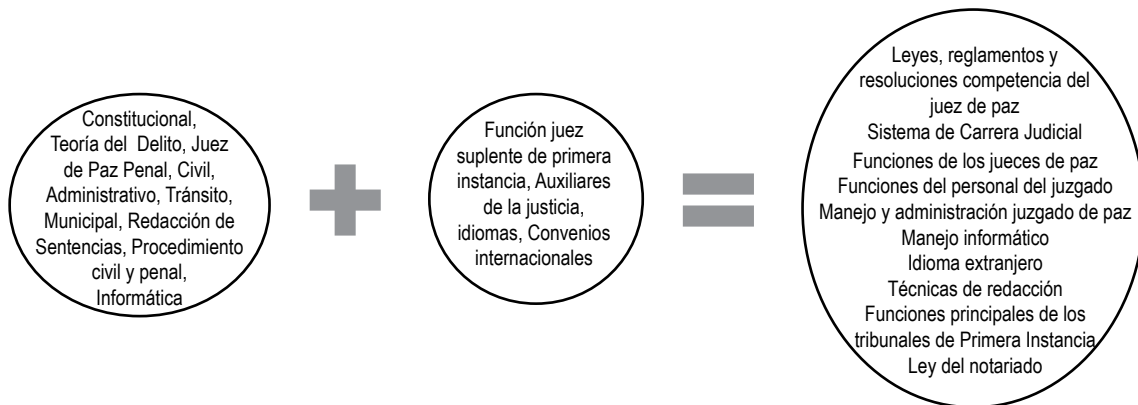 Constitucional,
Teoría del Delito, Juez
de Paz Penal, Civil,
Administrativo, Tránsito,
Municipal, Redacción de
Sentencias, Procedimiento
civil y penal,
Informática
Función juez
suplente de primera
instancia, Auxiliares
de la justicia,
idiomas, Convenios
internacionales
Leyes, reglamentos y
resoluciones competencia del
juez de paz
Sistema de Carrera Judicial
Funciones de los jueces de paz
Funciones del personal del juzgado
Manejo y administración juzgado de paz
Manejo informático
Idioma extranjero
Técnicas de redacción
Funciones principales de los
tribunales de Primera Instancia
Ley del notariado